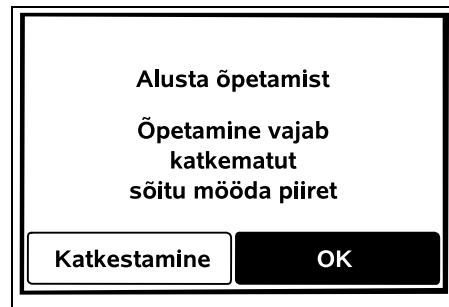 Alusta õpetamist
Õpetamine vajab
katkematut
sõitu mööda piiret
Katkestamine
OK